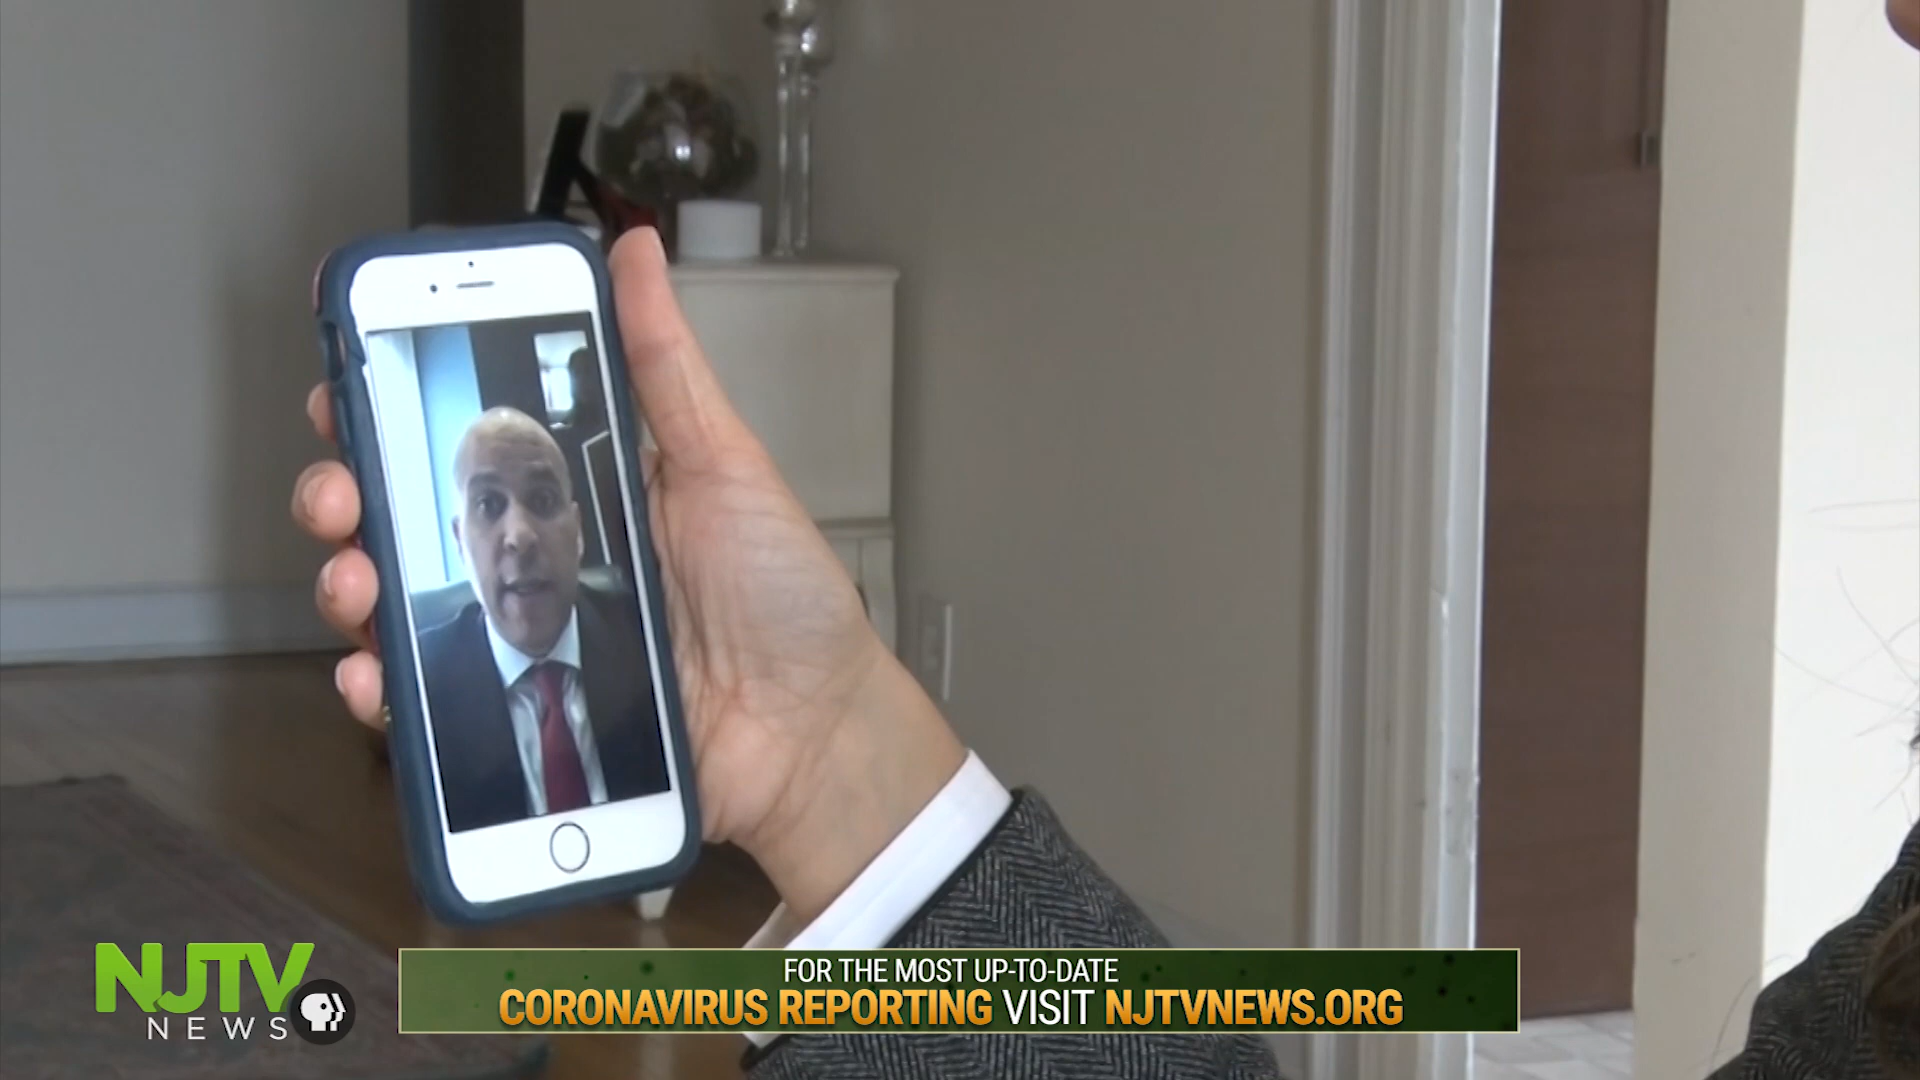 NJTV
NEWS
FOR THE MOST UP-TO-DATE
CORONAVIRUS REPORTING VISIT NJTVNEWS.ORG